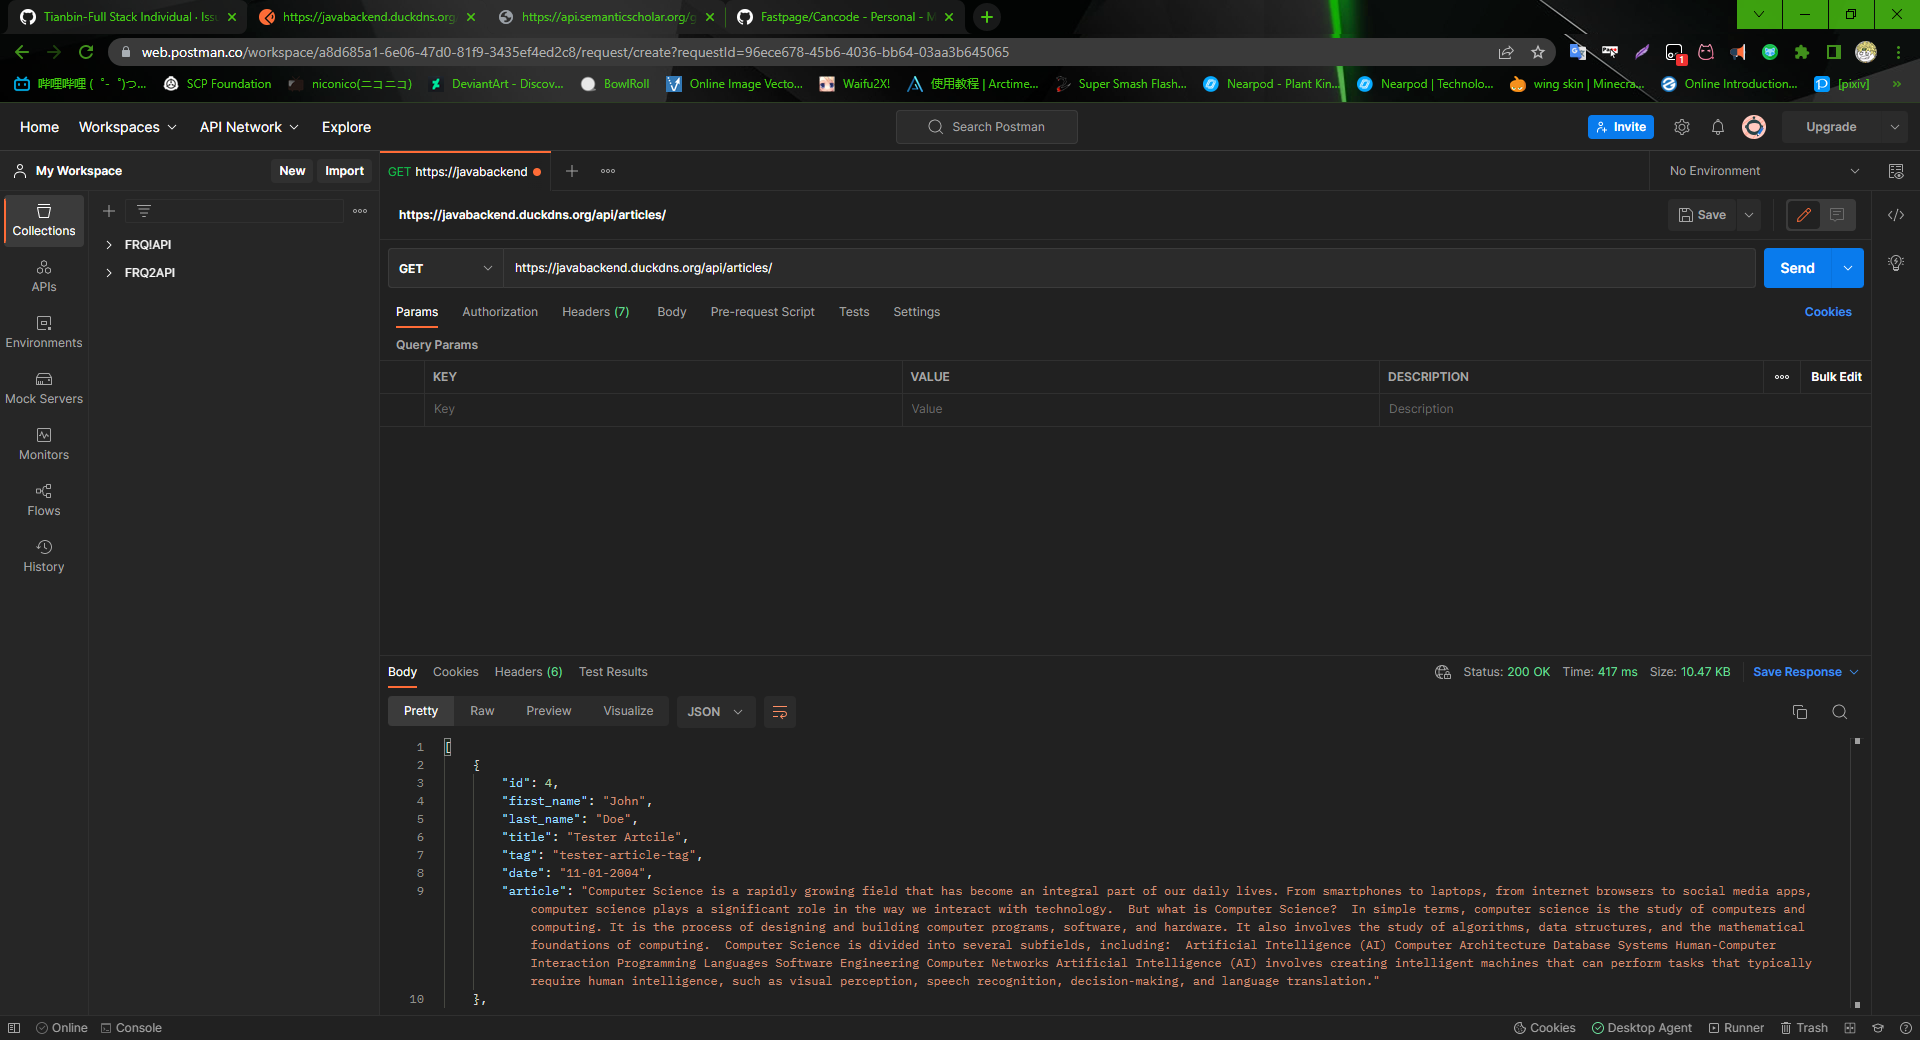 Tianbin-Full Stack Individual · Issu
https://javabackend.duckdns.org/
https://api.semanticscholar.org/g
Fastpage/Cancode - Personal - M
web.postman.co/workspace/a8d685a1-6e06-47d0-81f9-3435ef4ed2c8/request/create?requestId=96ece678-45b6-4036-bb64-03aa3b645065
1
哔哩哔哩 (゜-゜)つ...
SCP Foundation
niconico(ニコニコ)
DeviantArt - Discov...
BowlRoll
Online Image Vecto...
Waifu2X!
使用教程 | Arctime...
Super Smash Flash...
Nearpod - Plant Kin...
Nearpod | Technolo...
wing skin | Minecra...
Online Introduction...
[pixiv]
»
Home
Workspaces
API Network
Explore
Search Postman
Invite
Upgrade
My Workspace
New
Import
GET https://javabackend
No Environment
https://javabackend.duckdns.org/api/articles/
Save
Collections
APIs
Environments
Mock Servers
Monitors
Flows
History
FRQIAPI
FRQ2API
GET
https://javabackend.duckdns.org/api/articles/
Send
Params
Authorization
Headers (7)
Body
Pre-request Script
Tests
Settings
Cookies
Query Params
KEY
VALUE
DESCRIPTION
Bulk Edit
Key
Value
Description
Body
Cookies
Headers (6)
Test Results
Status: 200 OK
Time: 417 ms
Size: 10.47 KB
Save Response
Pretty
Raw
Preview
Visualize
JSON
1 [
2 {
3 "id": 4,
4 "first_name": "John",
5 "last_name": "Doe",
6 "title": "Tester Artcile",
7 "tag": "tester-article-tag",
8 "date": "11-01-2004",
9 "article": "Computer Science is a rapidly growing field that has become an integral part of our daily lives. From smartphones to laptops, from internet browsers to social media apps,
computer science plays a significant role in the way we interact with technology.  But what is Computer Science?  In simple terms, computer science is the study of computers and
computing. It is the process of designing and building computer programs, software, and hardware. It also involves the study of algorithms, data structures, and the mathematical
foundations of computing.  Computer Science is divided into several subfields, including:  Artificial Intelligence (AI) Computer Architecture Database Systems Human-Computer
Interaction Programming Languages Software Engineering Computer Networks Artificial Intelligence (AI) involves creating intelligent machines that can perform tasks that typically
require human intelligence, such as visual perception, speech recognition, decision-making, and language translation."
10 },
Online
Console
Cookies
Desktop Agent
Runner
Trash